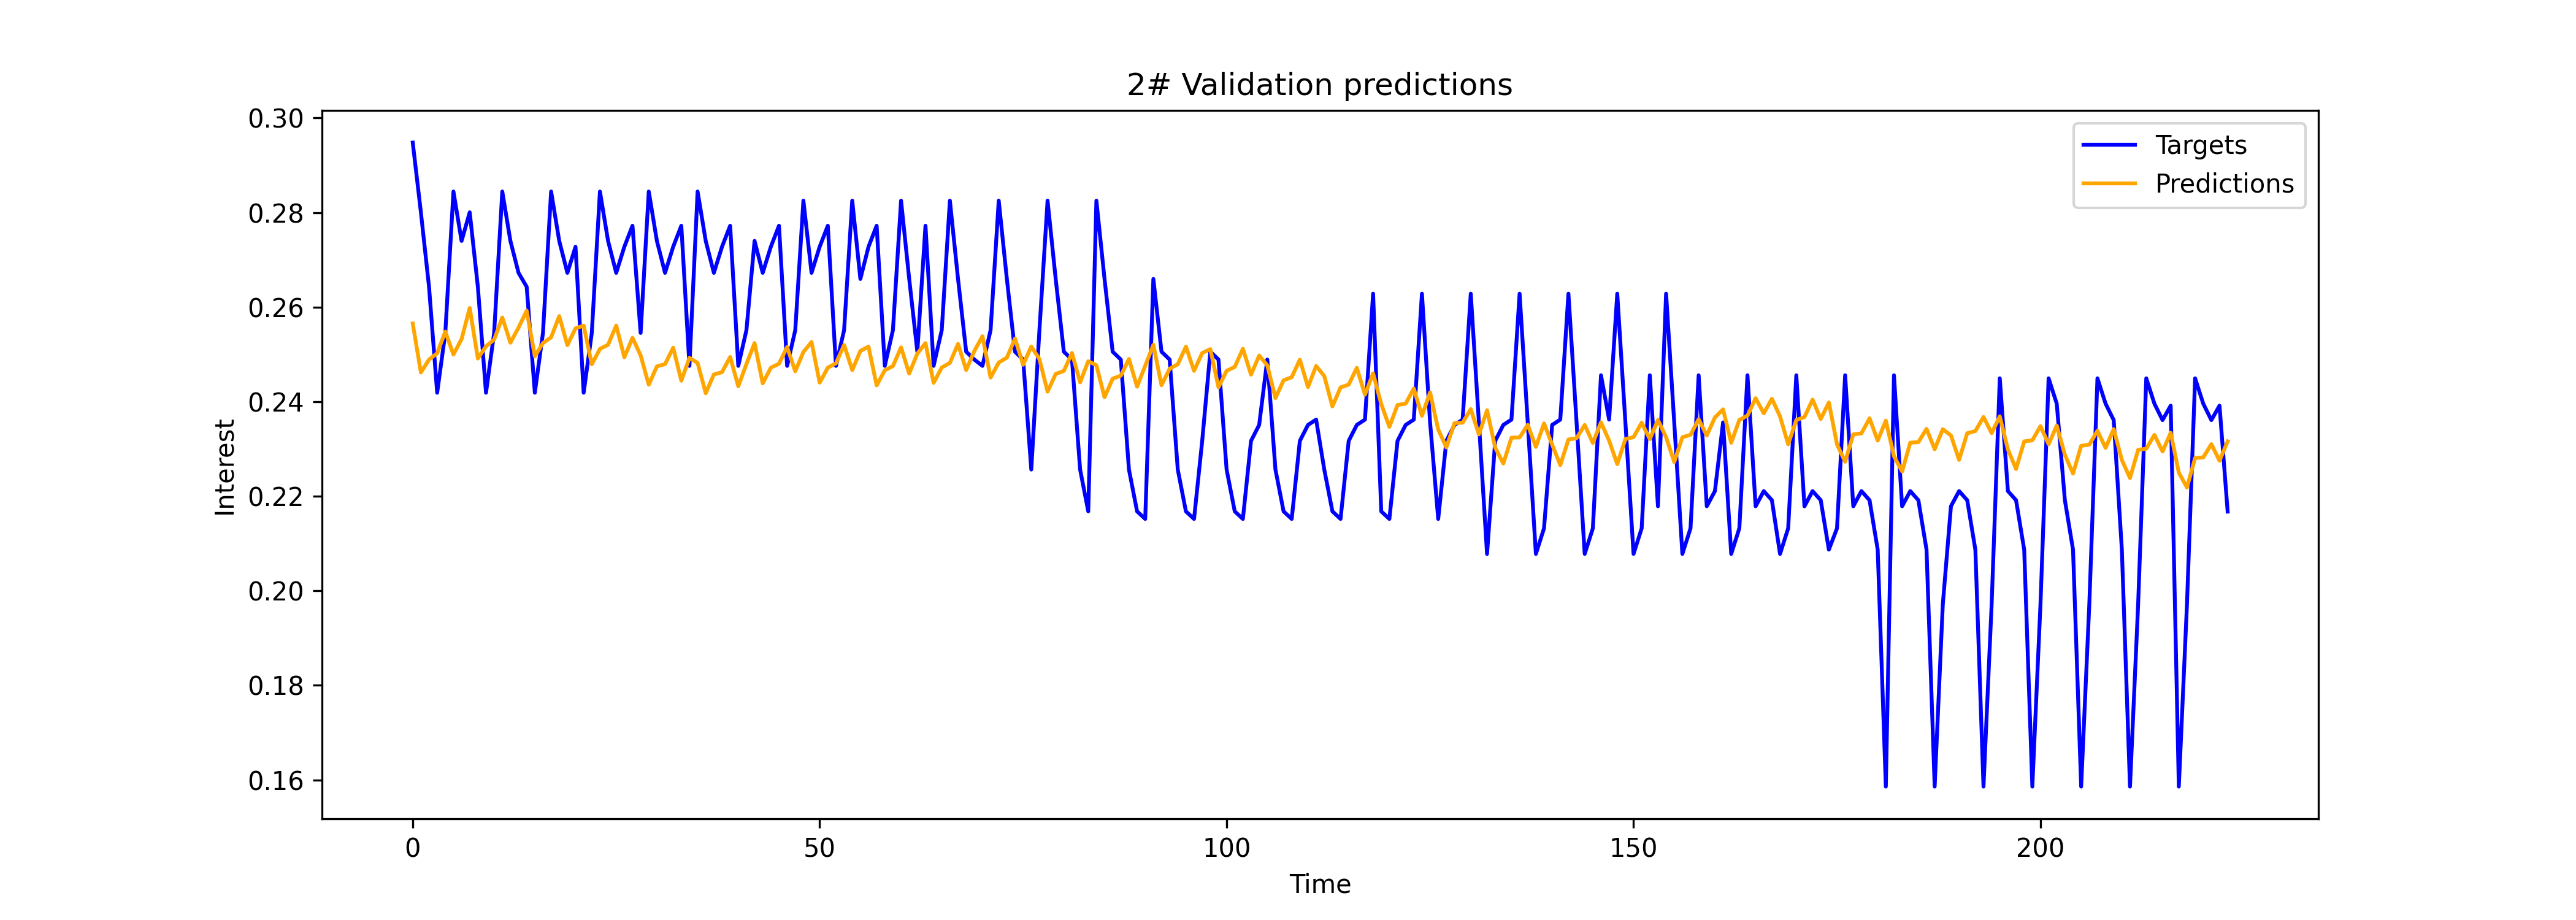 2# Validation predictions
Targets
Predictions
Interest
0.30
0.28
0.26
0.24
0.22
0.20
0.18
0.16
0 50 100 150 200
Time